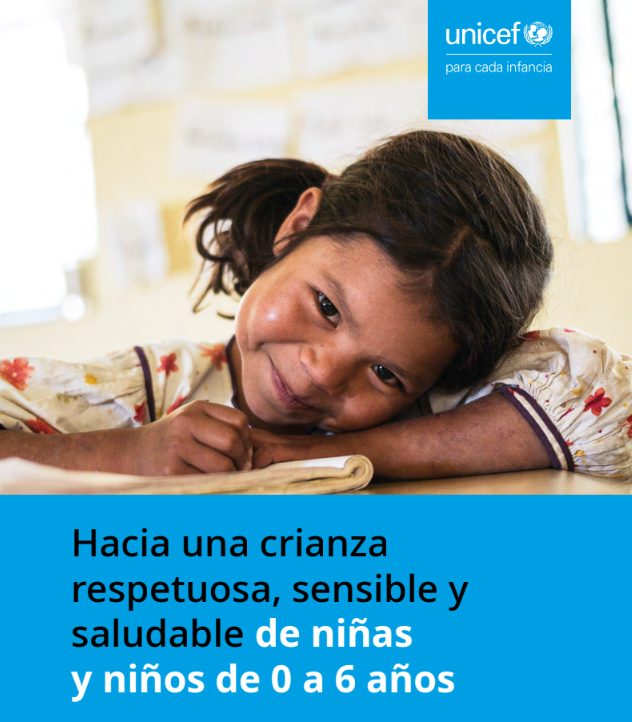 unicef
para cada infancia
Hacia una crianza
respetuosa, sensible y
saludable de niñas
y niños de 0 a 6 años